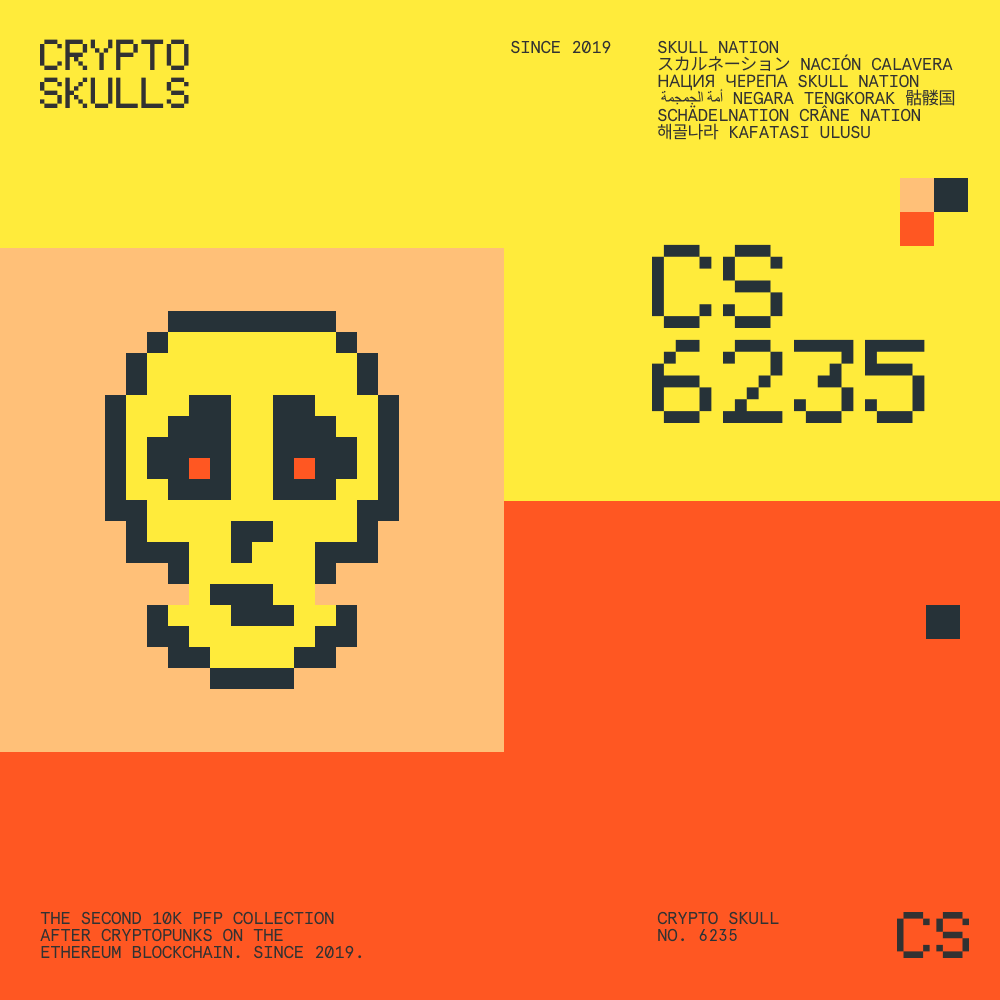 CRYPTO
SKULLS
SINCE 2019
SKULL NATION
スカルネーション NACIÓN CALAVERA
НАЦИЯ ЧЕРЕПА SKULL NATION
أمة الجمجمة NEGARA TENGKORAK 骷髅国
SCHÄDELNATION CRÂNE NATION
해골나라 KAFATASI ULUSU
CS
6235
THE SECOND 10K PFP COLLECTION
AFTER CRYPTOPUNKS ON THE
ETHEREUM BLOCKCHAIN. SINCE 2019.
CRYPTO SKULL
NO. 6235
CS